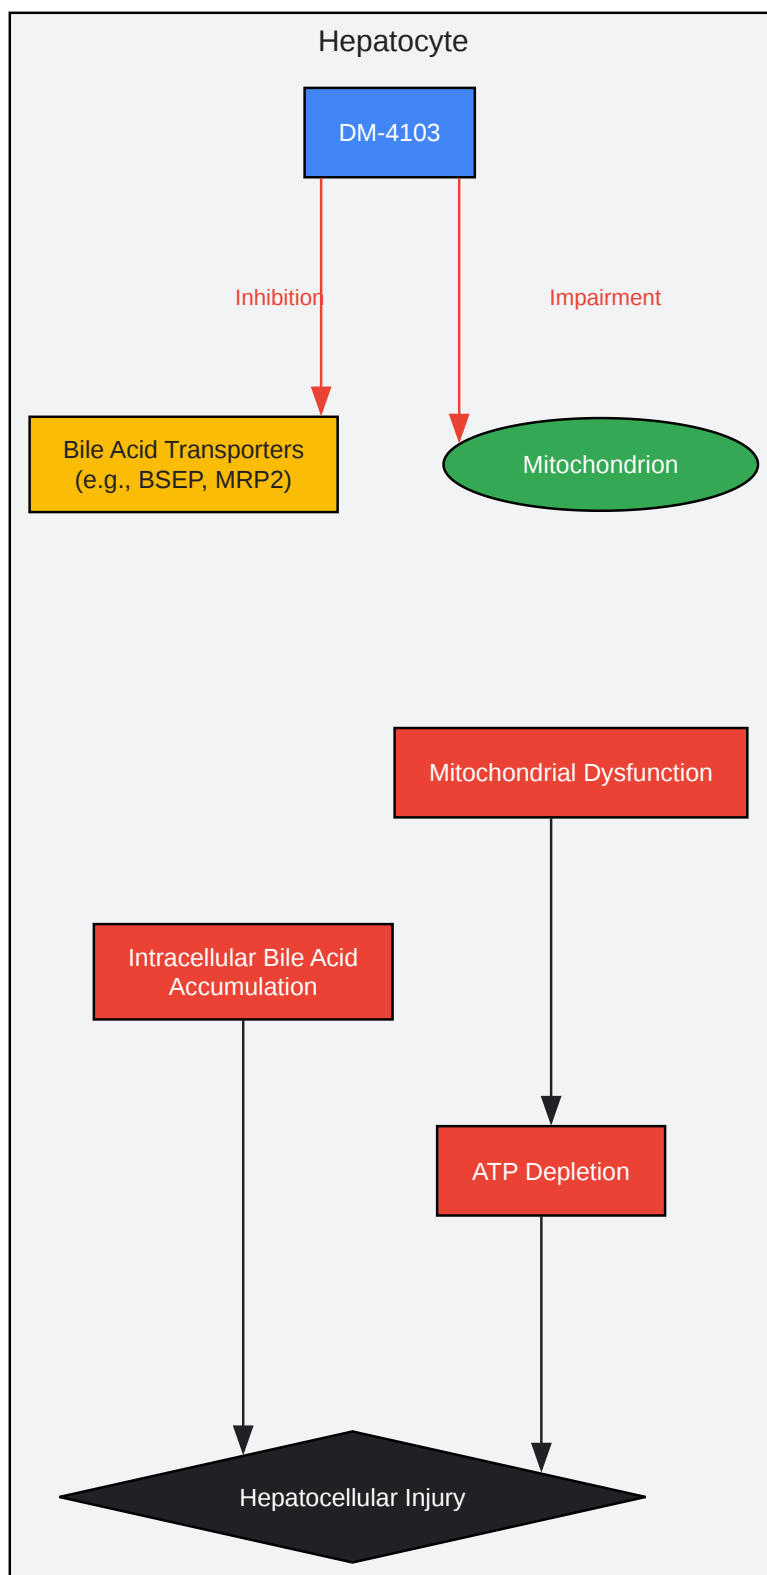 Hepatocyte
DM-4103
Inhibition
Impairment
Bile Acid Transporters
(e.g., BSEP, MRP2)
Mitochondrion
Mitochondrial Dysfunction
Intracellular Bile Acid
Accumulation
ATP Depletion
Hepatocellular Injury